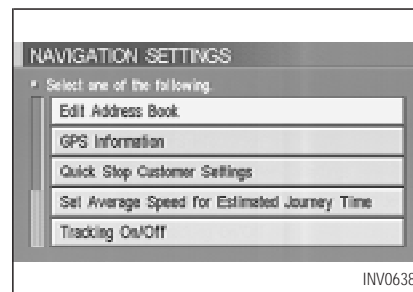 NAVIGATION SETTINGS
Select one of the following.
Edit Address Book
GPS Information
Quick Stop Customer Settings
Set Average Speed for Estimated Journey Time
Tracking On/Off
INV0638